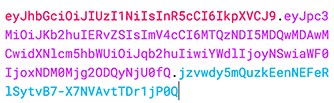 eyJhbGciOiJIUzI1NiIsInR5cCI6IkpXVCJ9.eyJpc3
MiOiJKb2huIERvZSIsImV4cCI6MTQzNDI5MDQwMDAwM
CwidXNlcm5hbWUiOiJqb2huIiwiYWdlIjoyNSwiaWF0
IjoxNDM0Mjg2ODQyNjU0fQ.jzvwdy5mQuzkEenNEFeR
lSytvB7-X7NVAvtTDr1jP0Q